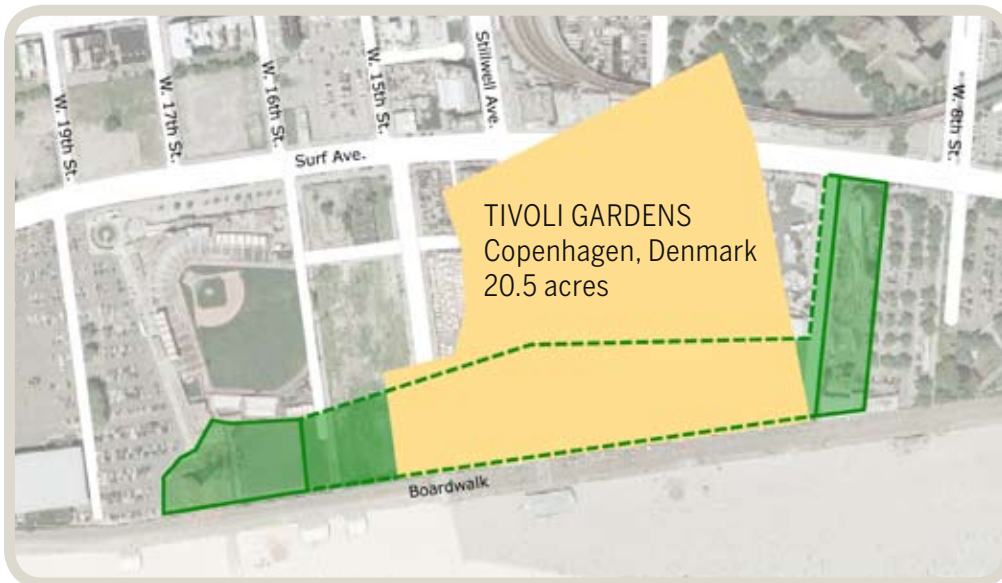 W. 19th St.
W. 17th St.
W. 16th St.
W. 15th St.
Stillwell Ave.
W. 8th St.
Surf Ave.
TIVOLI GARDENS
Copenhagen, Denmark
20.5 acres
Boardwalk